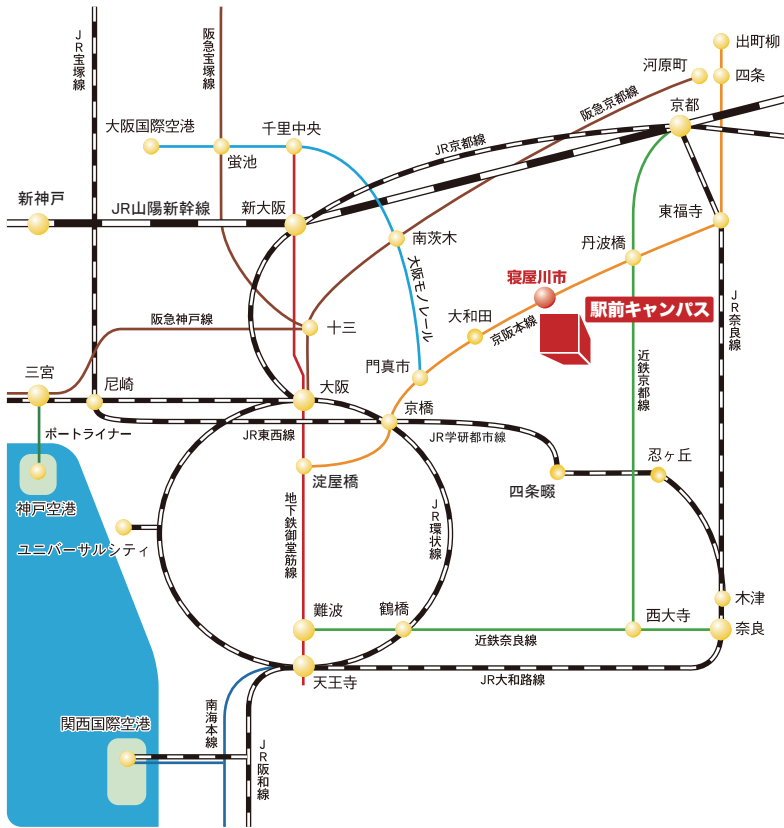 JR宝塚線
阪急宝塚線
出町柳
河原町
四条
阪急京都線
京都
大阪国際空港
千里中央
JR京都線
蛍池
新神戸
JR山陽新幹線
新大阪
東福寺
南茨木
丹波橋
大阪モノレール
寝屋川市
駅前キャンパス
JR奈良線
阪急神戸線
十三
大和田
京阪本線
近鉄京都線
門真市
三宮
尼崎
大阪
京橋
ポートライナー
JR東西線
JR学研都市線
忍ヶ丘
四条畷
淀屋橋
神戸空港
地下鉄御堂筋線
JR環状線
ユニバーサルシティ
難波
鶴橋
木津
西大寺
奈良
近鉄奈良線
天王寺
JR大和路線
南海本線
関西国際空港
JR阪和線